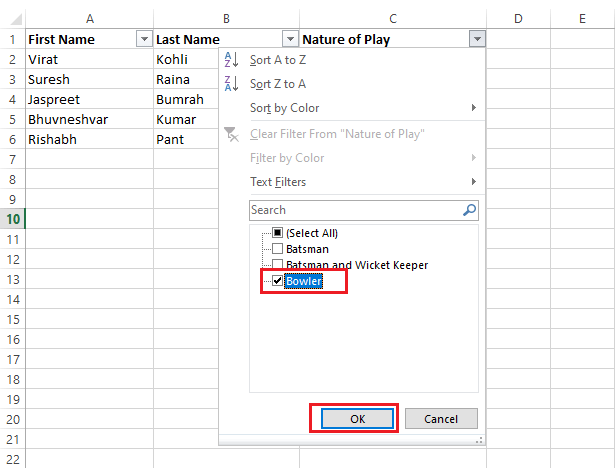 A B C D E
1 First Name Last Name Nature of Play
2 Virat Kohli
3 Suresh Raina
4 Jaspreet Bumrah
5 Bhuvneshvar Kumar
6 Rishabh Pant
7
8
9
10
11
12
13
14
15
16
17
18
19
20
21
22
Sort A to Z
Sort Z to A
Sort by Color
Clear Filter From "Nature of Play"
Filter by Color
Text Filters
Search
(Select All)
Batsman
Batsman and Wicket Keeper
Bowler
OK Cancel